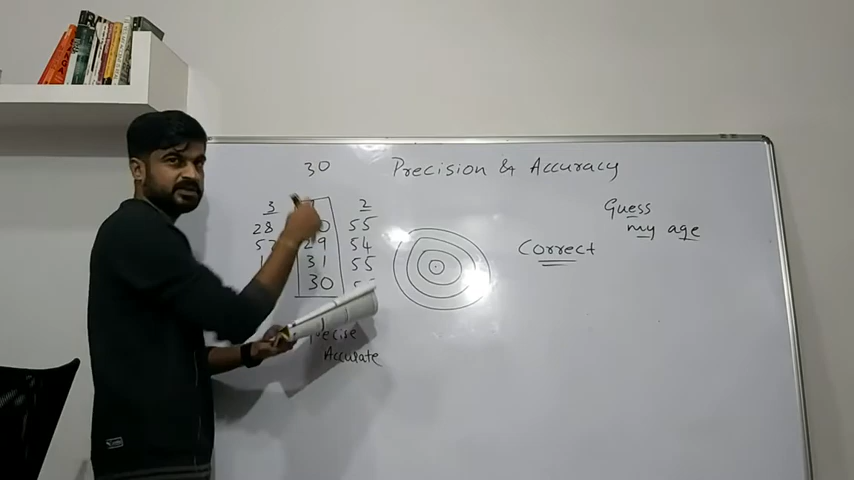 30
Precision & Accuracy
Guess
my age
Correct
3
28
2
55
29
54
31
55
30
Accurate